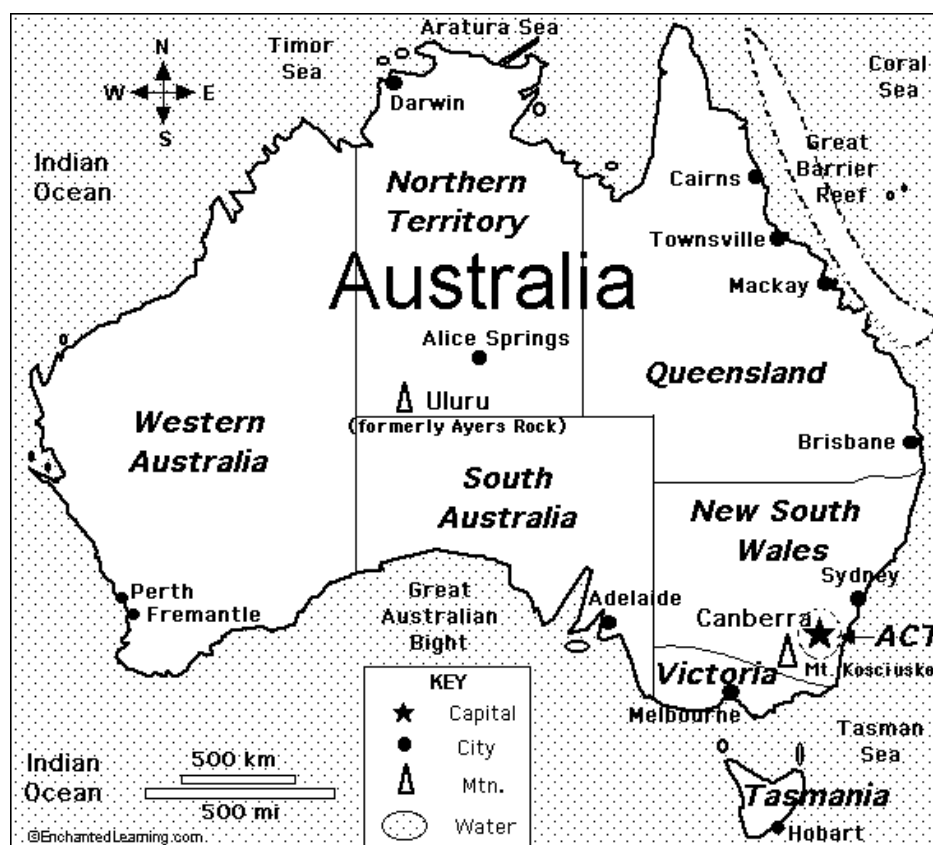 Aratura Sea
Timor
Sea
N
W E
S
Darwin
Coral
Sea
Indian
Ocean
Great
Barrier
Reef
Cairns
Northern
Territory
Townsville
Australia
Mackay
Alice Springs
Queensland
Uluru
(formerly Ayers Rock)
Western
Australia
Brisbane
South
Australia
New South
Wales
Sydney
Perth
Fremantle
Great
Australian
Bight
Adelaide
Canberra
ACT
Mt. Kosciusko
Victoria
Melbourne
KEY
Capital
City
Mtn.
Water
Tasman
Sea
Indian
Ocean
500 km
500 mi
Tasmania
Hobart
©EnchantedLearning.com